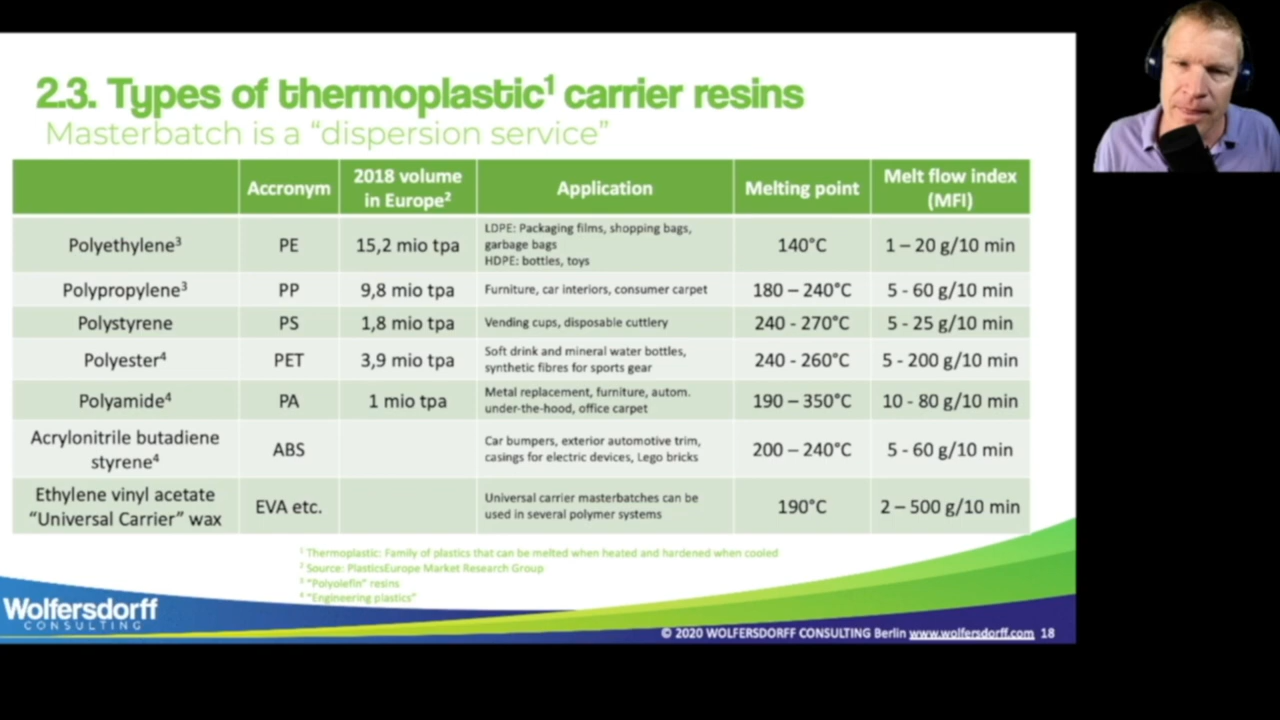 2.3. Types of thermoplastic¹ carrier resins
Masterbatch is a “dispersion service”
Accronym
2018 volume
in Europe²
Application
Melting point
Melt flow index
(MFI)
Polyethylene³
PE
15,2 mio tpa
LDPE: Packaging films, shopping bags,
garbage bags
HDPE: bottles, toys
140°C
1 – 20 g/10 min
Polypropylene³
PP
9,8 mio tpa
Furniture, car interiors, consumer carpet
180 – 240°C
5 - 60 g/10 min
Polystyrene
PS
1,8 mio tpa
Vending cups, disposable cuttlery
240 - 270°C
5 - 25 g/10 min
Polyester⁴
PET
3,9 mio tpa
Soft drink and mineral water bottles,
synthetic fibres for sports gear
240 - 260°C
5 - 200 g/10 min
Polyamide⁴
PA
1 mio tpa
Metal replacement, furniture, autom.
under-the-hood, office carpet
190 – 350°C
10 - 80 g/10 min
Acrylonitrile butadiene
styrene⁴
ABS
Car bumpers, exterior automotive trim,
casings for electric devices, Lego bricks
200 – 240°C
5 - 60 g/10 min
Ethylene vinyl acetate
“Universal Carrier” wax
EVA etc.
Universal carrier masterbatches can be
used in several polymer systems
190°C
2 – 500 g/10 min
¹ Thermoplastic: Family of plastics that can be melted when heated and hardened when cooled
² Source: PlasticsEurope Market Research Group
³ “Polyolefin” resins
⁴ “Engineering plastics”
Wolfersdorff
CONSULTING
© 2020 WOLFERSDORFF CONSULTING Berlin www.wolfersdorff.com 18